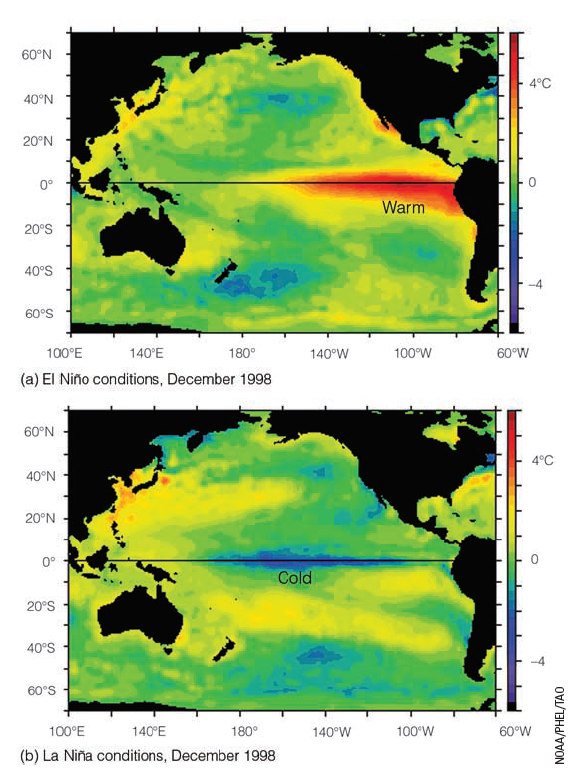 60°N
40°N
20°N
0°
20°S
40°S
60°S
4°C
0
−4
Warm
100°E 140°E 180° 140°W 100°W 60°W
(a) El Niño conditions, December 1998
60°N
40°N
20°N
0°
20°S
40°S
60°S
4°C
0
−4
Cold
100°E 140°E 180° 140°W 100°W 60°W
(b) La Niña conditions, December 1998
NOAA/PHEL/TAO